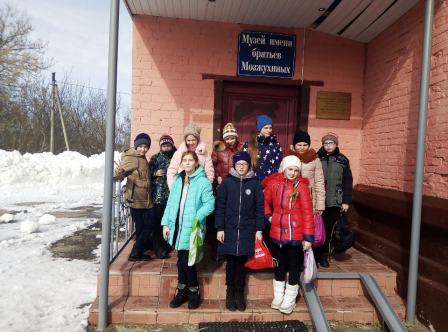 Музей имени
братьев
Мозжухиных